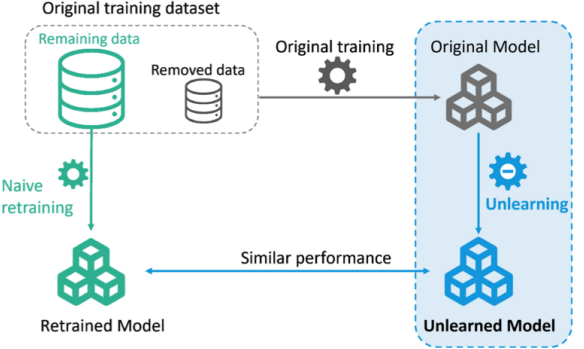 Original training dataset
Remaining data
Removed data
Original training
Original Model
Naive
retraining
Unlearning
Similar performance
Retrained Model
Unlearned Model